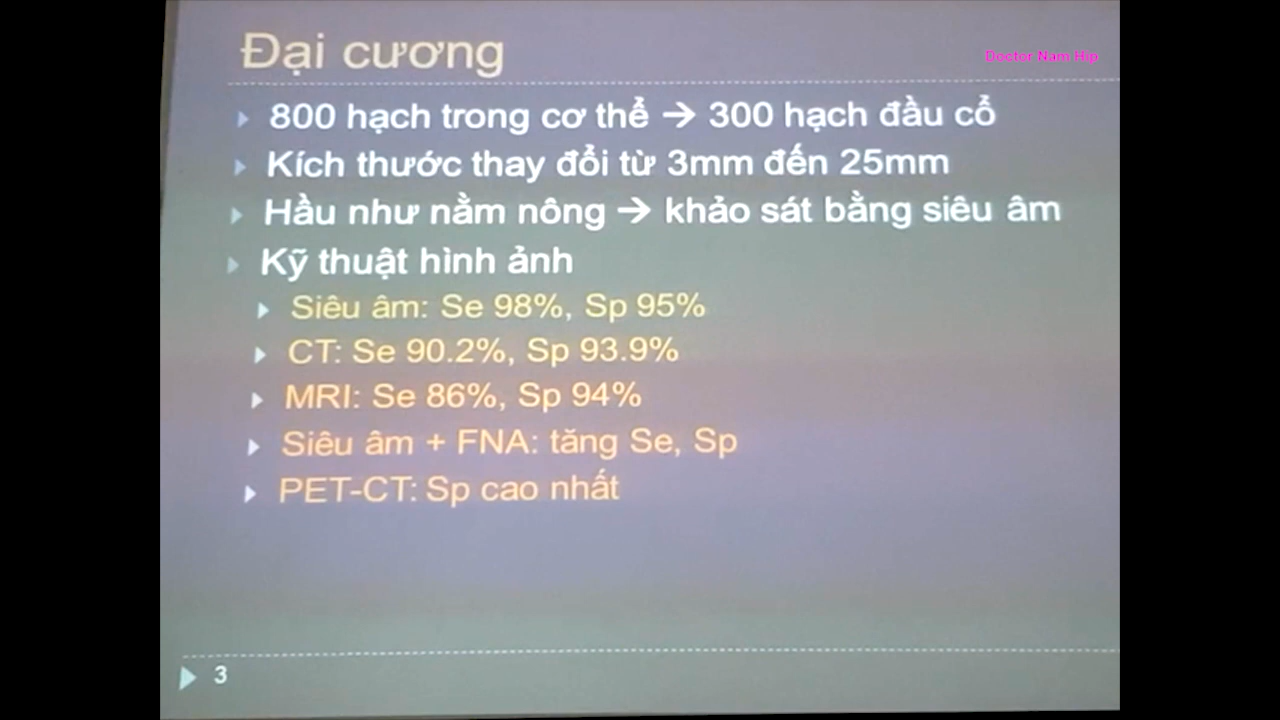 Đại cương
Doctor Nam Hip
800 hạch trong cơ thể → 300 hạch đầu cổ
Kích thước thay đổi từ 3mm đến 25mm
Hầu như nằm nông → khảo sát bằng siêu âm
Kỹ thuật hình ảnh
Siêu âm: Se 98%, Sp 95%
CT: Se 90.2%, Sp 93.9%
MRI: Se 86%, Sp 94%
Siêu âm + FNA: tăng Se, Sp
PET-CT: Sp cao nhất
3